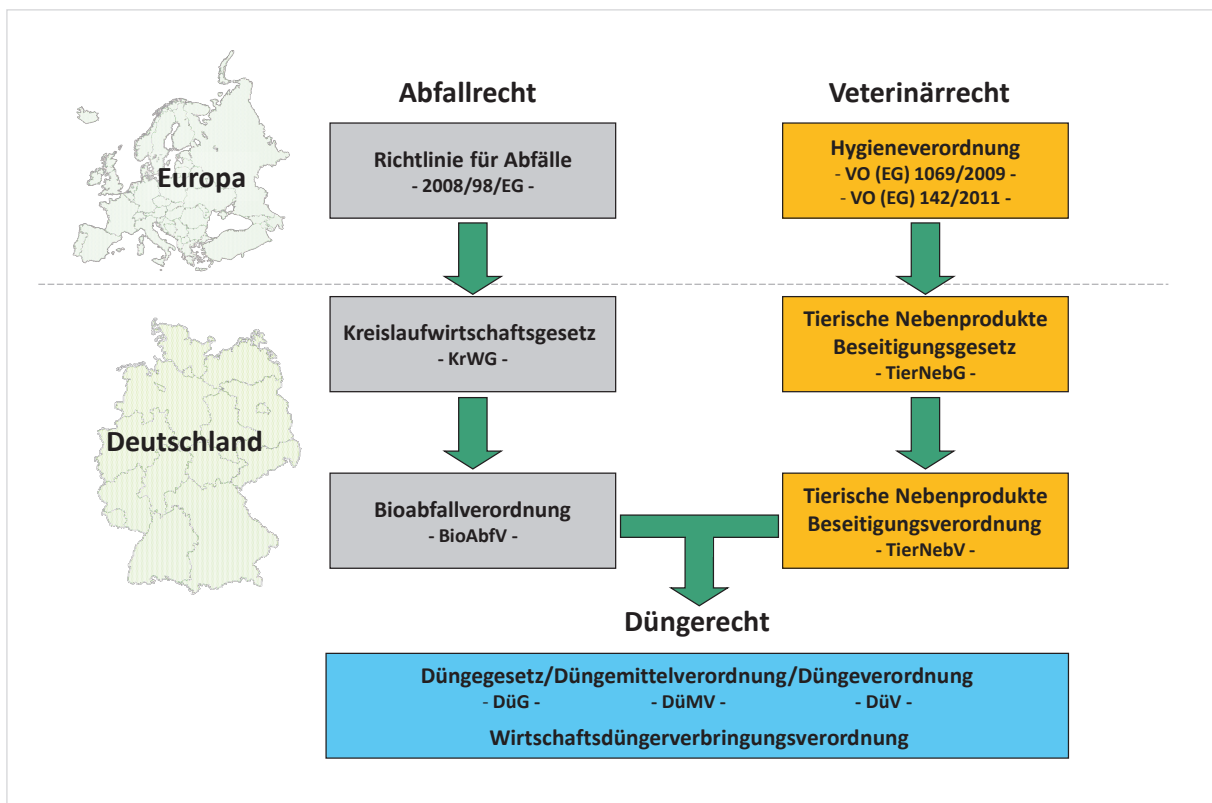 Abfallrecht
Veterinärrecht
Europa
Richtlinie für Abfälle
- 2008/98/EG -
Hygieneverordnung
- VO (EG) 1069/2009 -
- VO (EG) 142/2011 -
Deutschland
Kreislaufwirtschaftsgesetz
- KrWG -
Tierische Nebenprodukte
Beseitigungsgesetz
- TierNebG -
Bioabfallverordnung
- BioAbfV -
Tierische Nebenprodukte
Beseitigungsverordnung
- TierNebV -
Düngerecht
Düngegesetz/Düngemittelverordnung/Düngeverordnung
- DüG - - DüMV - - DüV -
Wirtschaftsdüngerverbringungsverordnung